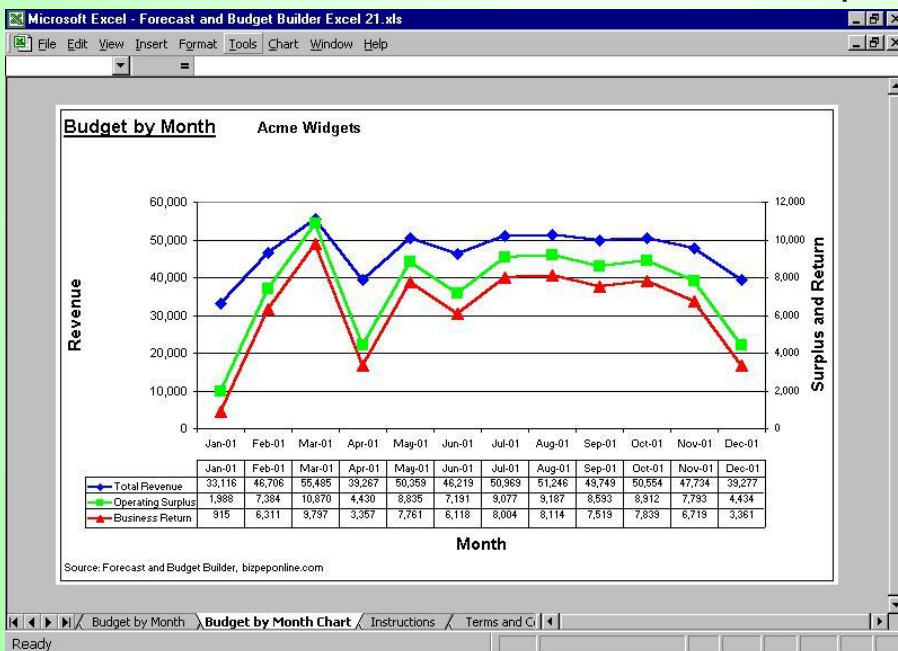 Microsoft Excel - Forecast and Budget Builder Excel 21.xls
File Edit View Insert Format Tools Chart Window Help
=
Budget by Month Acme Widgets
60,000 12,000
50,000 10,000
40,000 8,000
30,000 6,000
20,000 4,000
10,000 2,000
0 0
Revenue
Surplus and Return
Jan-01 Feb-01 Mar-01 Apr-01 May-01 Jun-01 Jul-01 Aug-01 Sep-01 Oct-01 Nov-01 Dec-01
Jan-01 Feb-01 Mar-01 Apr-01 May-01 Jun-01 Jul-01 Aug-01 Sep-01 Oct-01 Nov-01 Dec-01
Total Revenue 33,116 46,706 55,485 39,267 50,359 46,219 50,969 51,246 49,749 50,554 47,734 39,277
Operating Surplus 1,988 7,384 10,870 4,430 8,835 7,191 9,077 9,187 8,593 8,912 7,793 4,434
Business Return 915 6,311 9,797 3,357 7,761 6,118 8,004 8,114 7,519 7,839 6,719 3,361
Month
Source: Forecast and Budget Builder, bizpeponline.com
Budget by Month Budget by Month Chart Instructions Terms and C
Ready